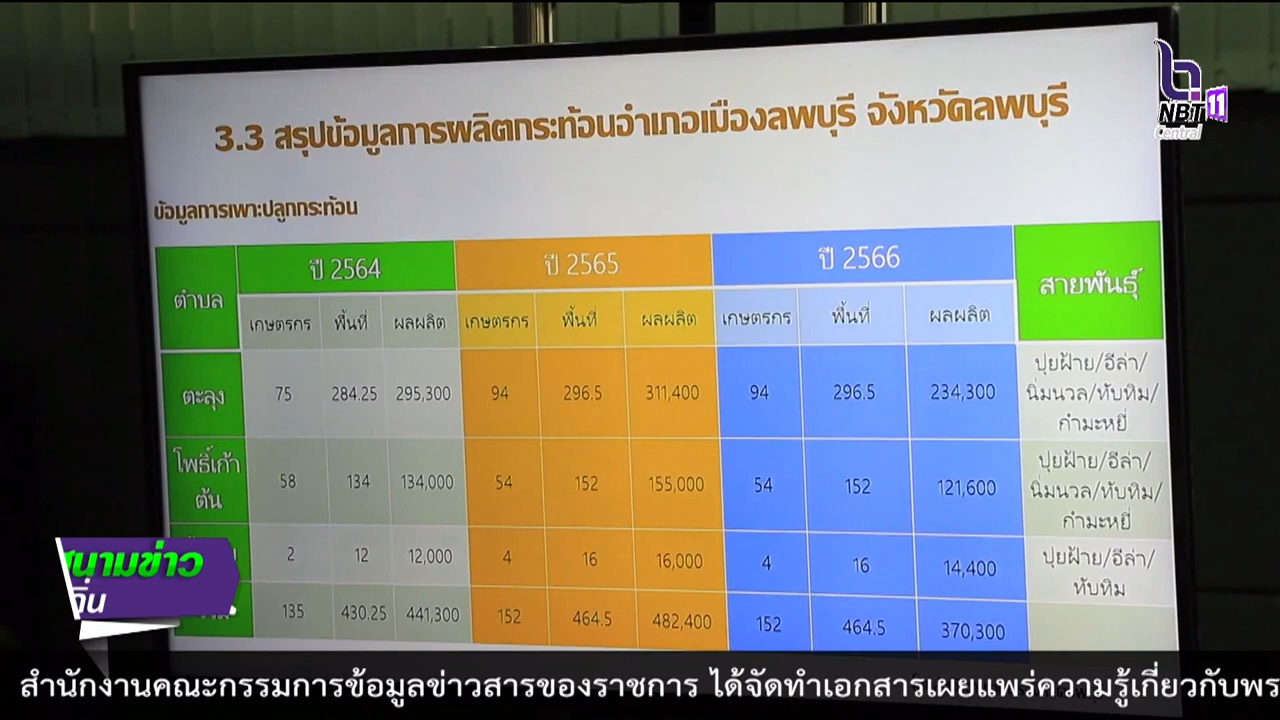 3.3 สรุปข้อมูลการผลิตกระท้อนอำเภอเมืองลพบุรี จังหวัดลพบุรี
NBT 11
Central
ข้อมูลการเพาะปลูกกระท้อน
ตำบล ปี 2564 ปี 2565 ปี 2566 สายพันธุ์
เกษตรกร พื้นที่ ผลผลิต เกษตรกร พื้นที่ ผลผลิต เกษตรกร พื้นที่ ผลผลิต
ตะลุง 75 284.25 295,300 94 296.5 311,400 94 296.5 234,300 ปุยฝ้าย/อีล่า/
นิ่มนวล/ทับทิม/
กำมะหยี่
โพธิ์เก้า
ต้น 58 134 134,000 54 152 155,000 54 152 121,600 ปุยฝ้าย/อีล่า/
นิ่มนวล/ทับทิม/
กำมะหยี่
2 12 12,000 4 16 16,000 4 16 14,400 ปุยฝ้าย/อีล่า/
ทับทิม
135 430.25 441,300 152 464.5 482,400 152 464.5 370,300
สนามข่าว
ถิ่น
สำนักงานคณะกรรมการข้อมูลข่าวสารของราชการ ได้จัดทำเอกสารเผยแพร่ความรู้เกี่ยวกับพร